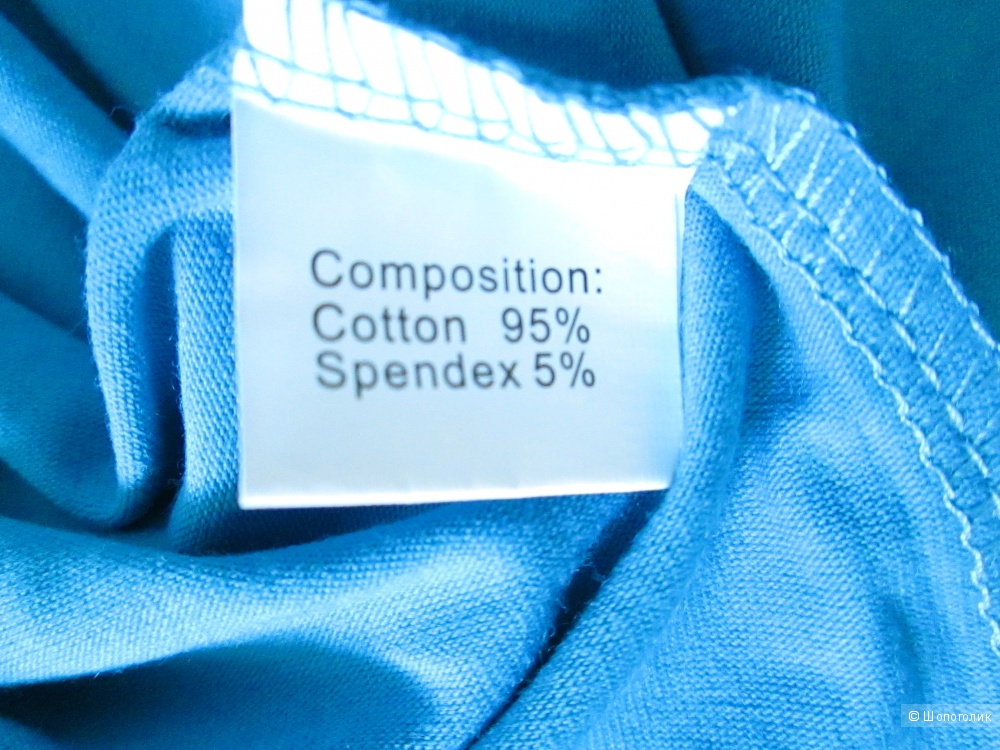 Composition:
Cotton 95%
Spendex 5%
© Шопоголик